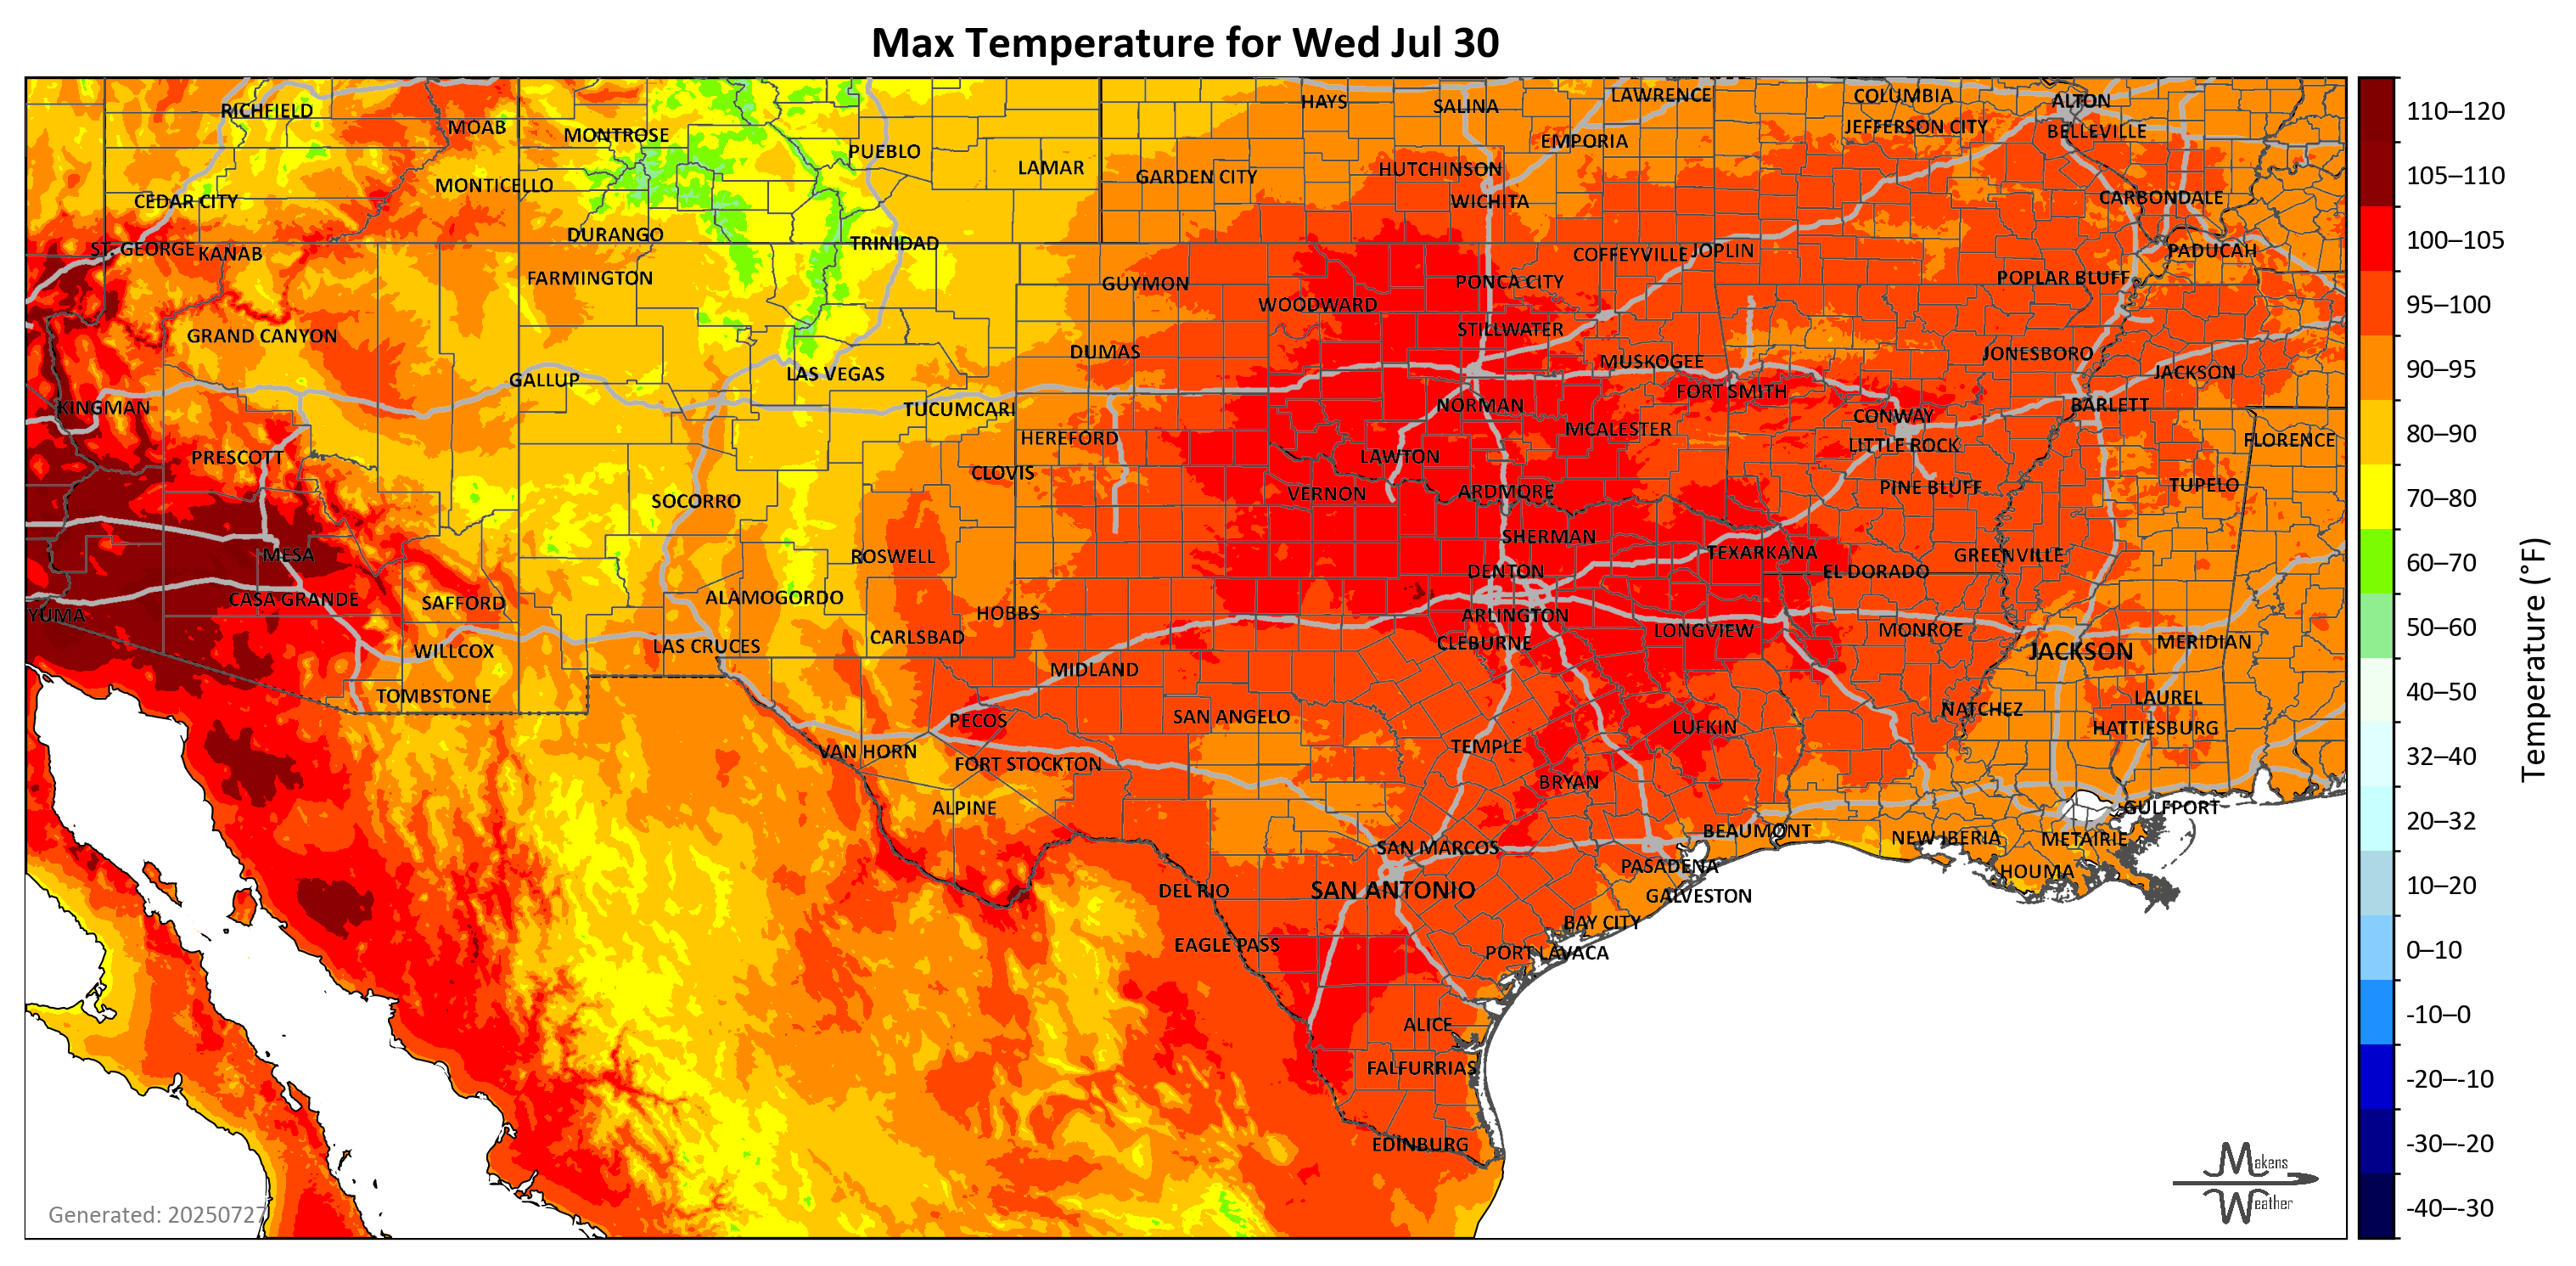 Max Temperature for Wed Jul 30
RICHFIELD
MOAB
MONTROSE
PUEBLO
LAMAR
HAYS
SALINA
LAWRENCE
COLUMBIA
ALTON
JEFFERSON CITY
BELLEVILLE
EMPORIA
GARDEN CITY
HUTCHINSON
WICHITA
MONTICELLO
CEDAR CITY
CARBONDALE
DURANGO
TRINIDAD
ST. GEORGE
KANAB
COFFEYVILLE
JOPLIN
PADUCAH
FARMINGTON
GUYMON
PONCA CITY
POPLAR BLUFF
WOODWARD
STILLWATER
GRAND CANYON
DUMAS
MUSKOGEE
JONESBORO
GALLUP
LAS VEGAS
FORT SMITH
JACKSON
KINGMAN
TUCUMCARI
NORMAN
CONWAY
BARLETT
HEREFORD
MCALESTER
LITTLE ROCK
FLORENCE
PRESCOTT
LAWTON
CLOVIS
VERNON
ARDMORE
PINE BLUFF
TUPELO
SOCORRO
SHERMAN
MESA
ROSWELL
TEXARKANA
GREENVILLE
DENTON
EL DORADO
CASA GRANDE
SAFFORD
ALAMOGORDO
YUMA
HOBBS
ARLINGTON
CARLSBAD
LONGVIEW
MONROE
CLEBURNE
WILLCOX
LAS CRUCES
JACKSON
MERIDIAN
MIDLAND
TOMBSTONE
LAUREL
PECOS
SAN ANGELO
NATCHEZ
LUFKIN
HATTIESBURG
VAN HORN
TEMPLE
FORT STOCKTON
BRYAN
ALPINE
GULFPORT
BEAUMONT
NEW IBERIA
METAIRIE
SAN MARCOS
PASADENA
HOUMA
DEL RIO
SAN ANTONIO
GALVESTON
BAY CITY
EAGLE PASS
PORT LAVACA
ALICE
FALFURRIAS
EDINBURG
Generated: 20250727
Makens
Weather
110–120
105–110
100–105
95–100
90–95
80–90
70–80
60–70
50–60
40–50
32–40
20–32
10–20
0–10
-10–0
-20–-10
-30–-20
-40–-30
Temperature (°F)